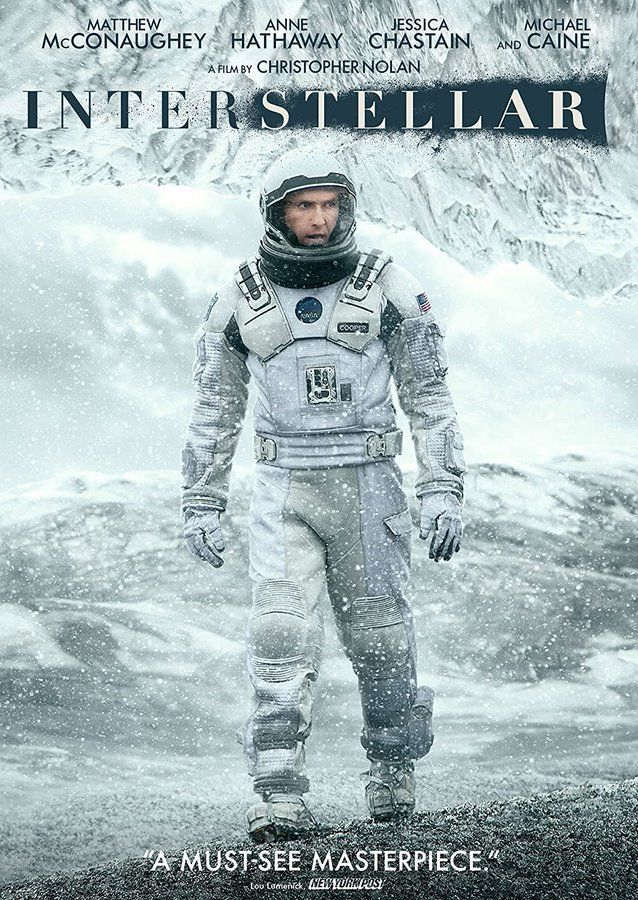 MATTHEW ANNE JESSICA MICHAEL
McCONAUGHEY HATHAWAY CHASTAIN AND CAINE
A FILM BY CHRISTOPHER NOLAN
INTERSTELLAR
NASA
COOPER
“A MUST-SEE MASTERPIECE.“
Lou Lumenick, NEW YORK POST